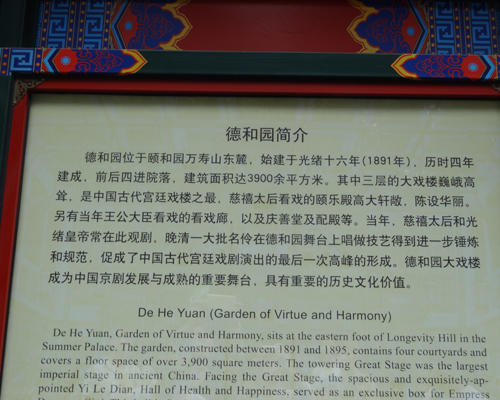 德和园简介
德和园位于颐和园万寿山东麓，始建于光绪十六年(1891年)，历时四年
建成，前后四进院落，建筑面积达3900余平方米。其中三层的大戏楼巍峨高
耸，是中国古代宫廷戏楼之最，慈禧太后看戏的颐乐殿高大轩敞，陈设华丽。
另有当年王公大臣看戏的看戏廊，以及庆善堂及配殿等。当年，慈禧太后和光
绪皇帝常在此观剧，晚清一大批名伶在德和园舞台上唱做技艺得到进一步锤炼
和规范，促成了中国古代宫廷戏剧演出的最后一次高峰的形成。德和园大戏楼
成为中国京剧发展与成熟的重要舞台，具有重要的历史文化价值。
De He Yuan (Garden of Virtue and Harmony)
De He Yuan, Garden of Virtue and Harmony, sits at the eastern foot of Longevity Hill in the
Summer Palace. The garden, constructed between 1891 and 1895, contains four courtyards and
covers a floor space of over 3,900 square meters. The towering Great Stage was the largest
imperial stage in ancient China. Facing the Great Stage, the spacious and exquisitely-ap-
pointed Yi Le Dian, Hall of Health and Happiness, served as an exclusive box for Empress